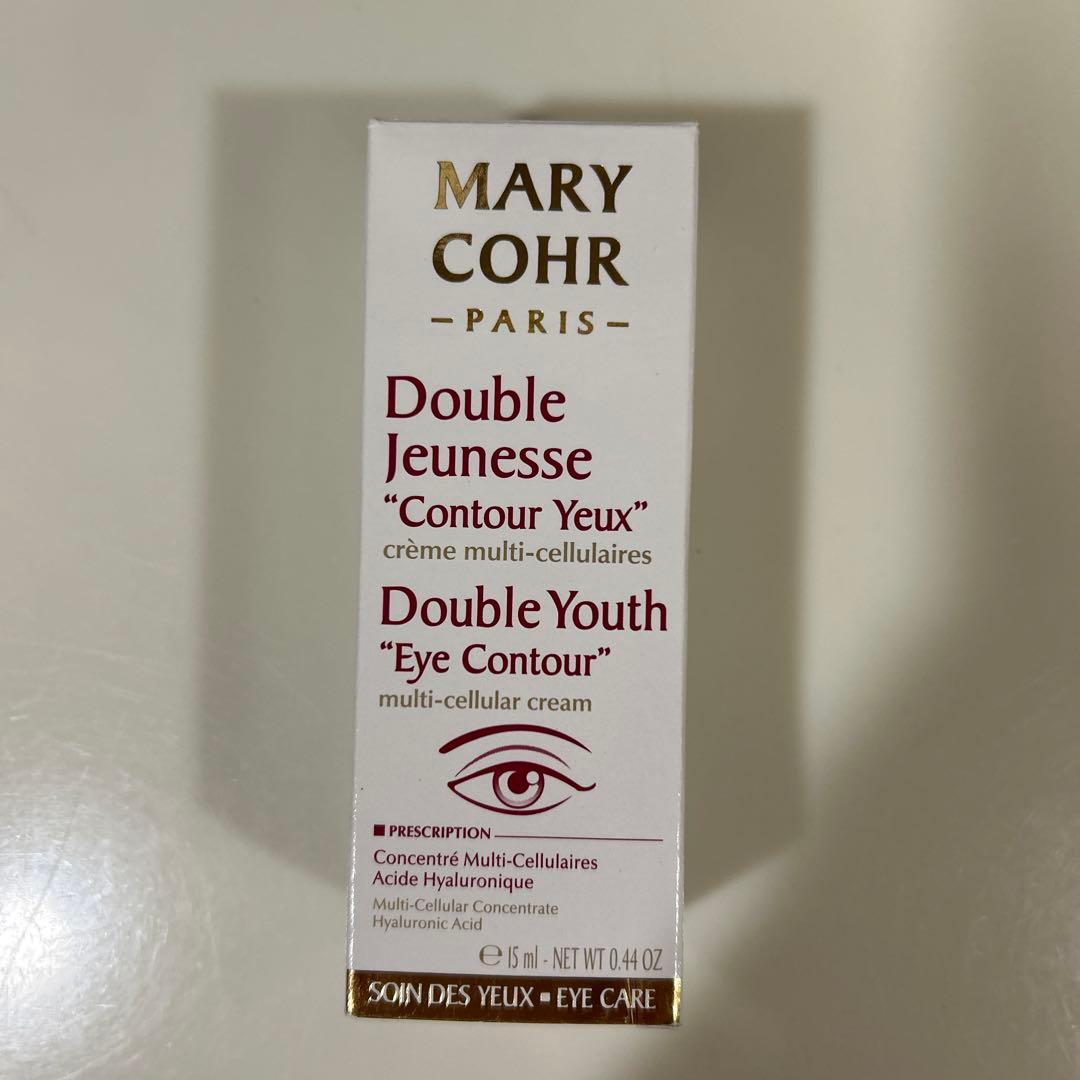 MARY
COHR
–PARIS–
Double
Jeunesse
“Contour Yeux”
crème multi-cellulaires
Double Youth
“Eye Contour”
multi-cellular cream
■ PRESCRIPTION
Concentré Multi-Cellulaires
Acide Hyaluronique
Multi-Cellular Concentrate
Hyaluronic Acid
℮ 15 ml - NET WT 0.44 OZ
SOIN DES YEUX ▪ EYE CARE